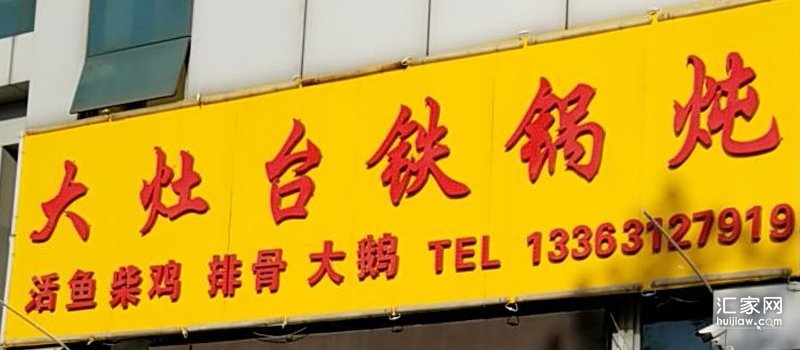 大灶台铁锅炖
活鱼柴鸡 排骨 大鹅 TEL 13363127919
汇家网
huijiaw.com